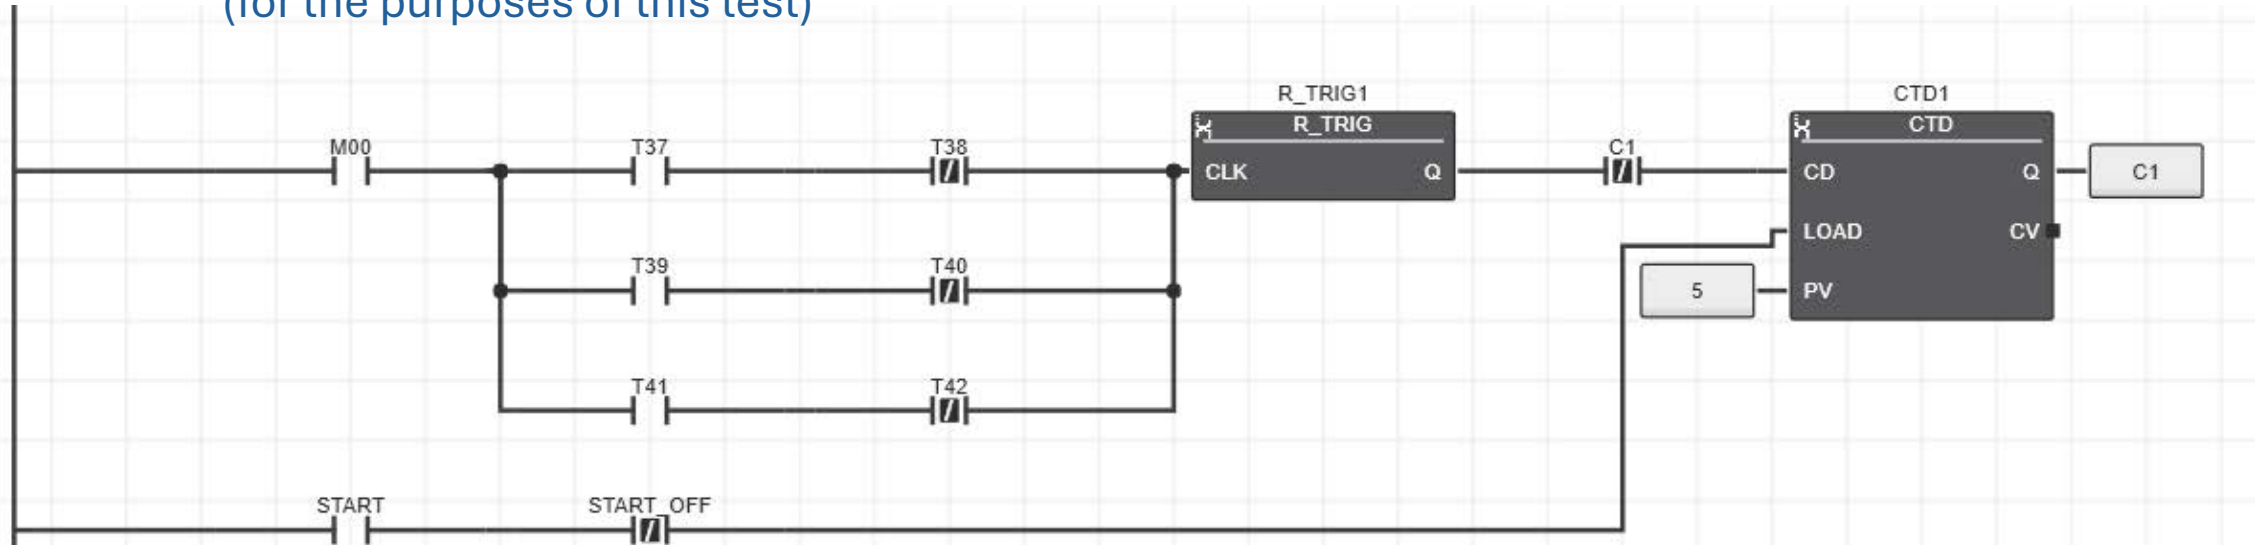 (for the purposes of this test)
R_TRIG1
CTD1
R_TRIG
CTD
M00
T37
T38
C1
CLK
Q
CD
Q
C1
LOAD
CV
T39
T40
5
PV
T41
T42
START
START_OFF